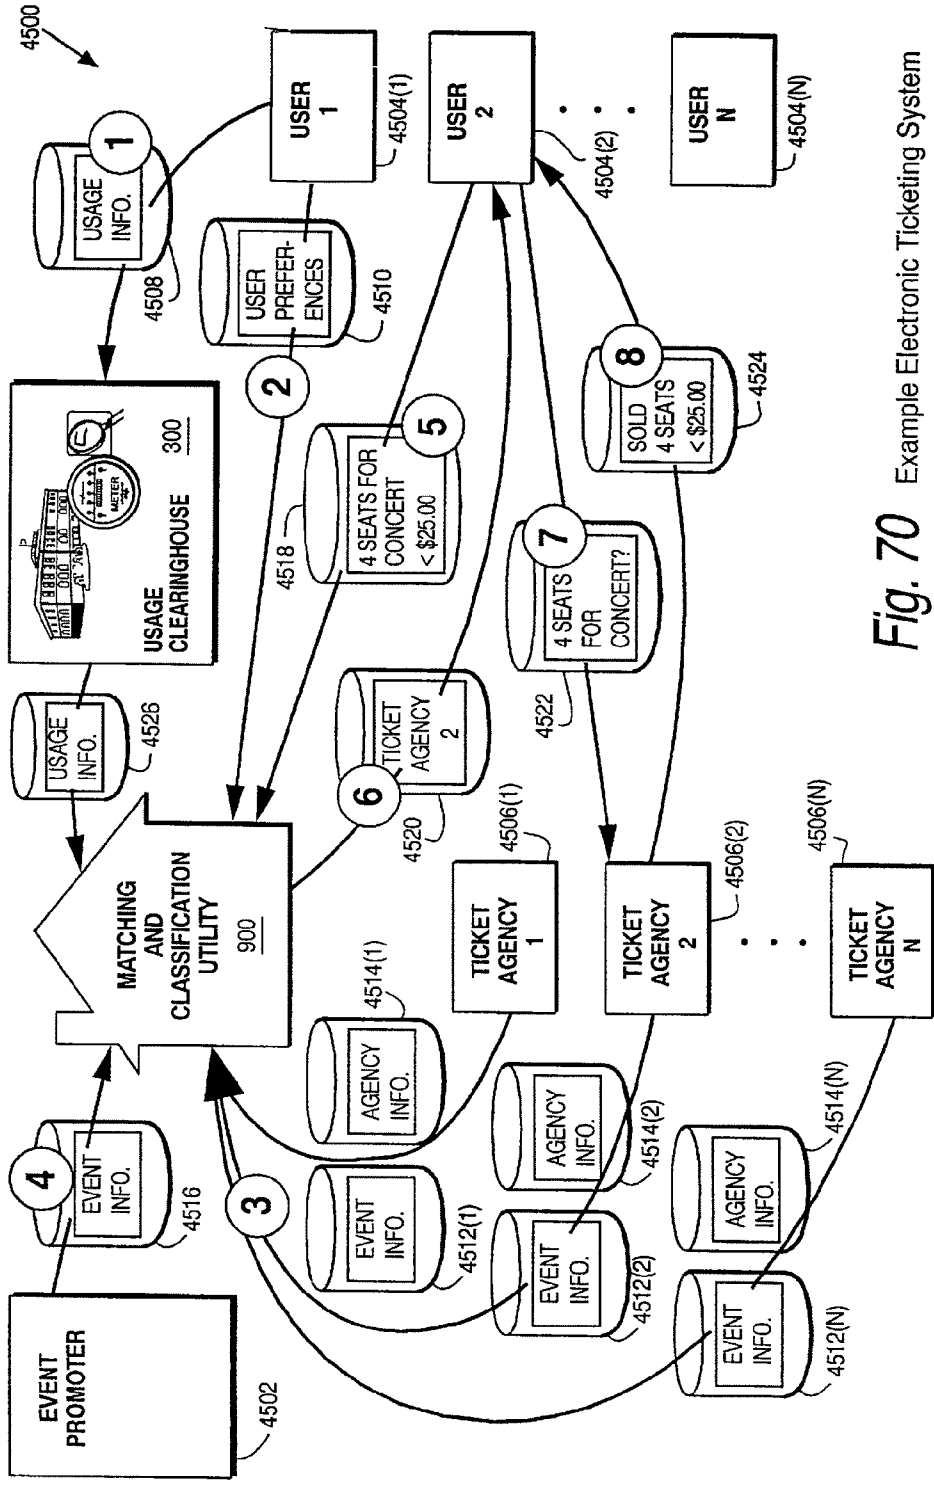 4500
EVENT
PROMOTER
4502
4
EVENT
INFO.
4516
USAGE
INFO.
4526
USAGE
CLEARINGHOUSE
300
METER
1
USAGE
INFO.
4508
MATCHING
AND
CLASSIFICATION
UTILITY
900
2
USER
PREFER-
ENCES
4510
USER
1
4504(1)
3
EVENT
INFO.
4512(1)
AGENCY
INFO.
4514(1)
6
TICKET
AGENCY
2
4520
4518
4 SEATS FOR
CONCERT
< $25.00
5
USER
2
4504(2)
TICKET
AGENCY
1
4506(1)
EVENT
INFO.
4512(2)
AGENCY
INFO.
4514(2)
TICKET
AGENCY
2
4506(2)
7
4 SEATS
FOR
CONCERT?
4522
8
SOLD
4 SEATS
< $25.00
4524
USER
N
4504(N)
EVENT
INFO.
4512(N)
AGENCY
INFO.
4514(N)
TICKET
AGENCY
N
4506(N)
Fig. 70 Example Electronic Ticketing System